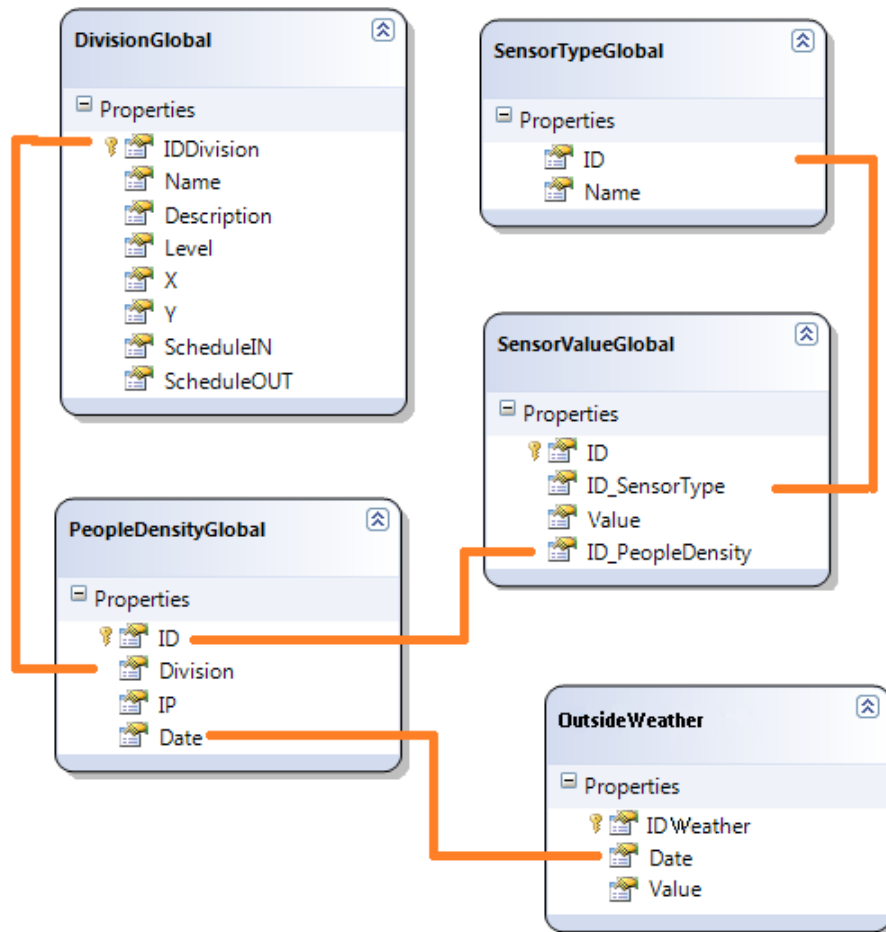 DivisionGlobal
Properties
IDDivision
Name
Description
Level
X
Y
ScheduleIN
ScheduleOUT
SensorTypeGlobal
Properties
ID
Name
SensorValueGlobal
Properties
ID
ID_SensorType
Value
ID_PeopleDensity
PeopleDensityGlobal
Properties
ID
Division
IP
Date
OutsideWeather
Properties
IDWeather
Date
Value